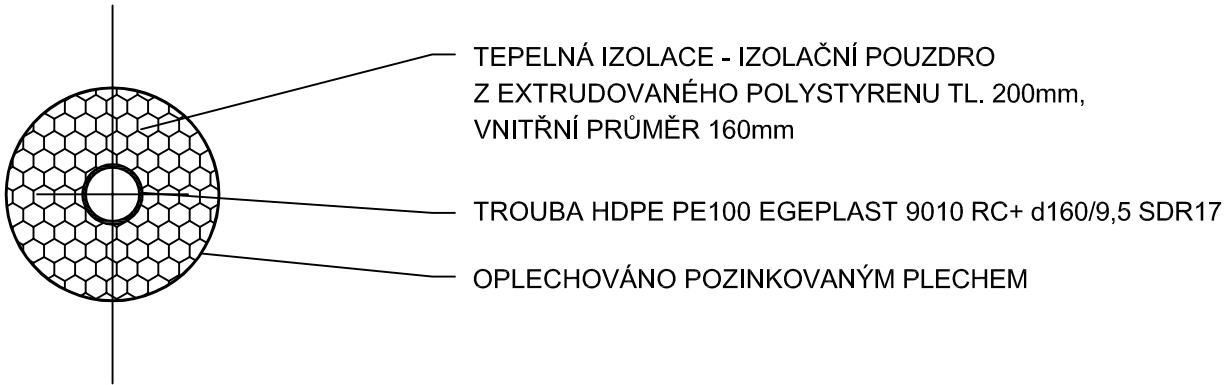 TEPELNÁ IZOLACE - IZOLAČNÍ POUZDRO
Z EXTRUDOVANÉHO POLYSTYRENU TL. 200mm,
VNITŘNÍ PRŮMĚR 160mm
TROUBA HDPE PE100 EGEPLAST 9010 RC+ d160/9,5 SDR17
OPLECHOVÁNO POZINKOVANÝM PLECHEM